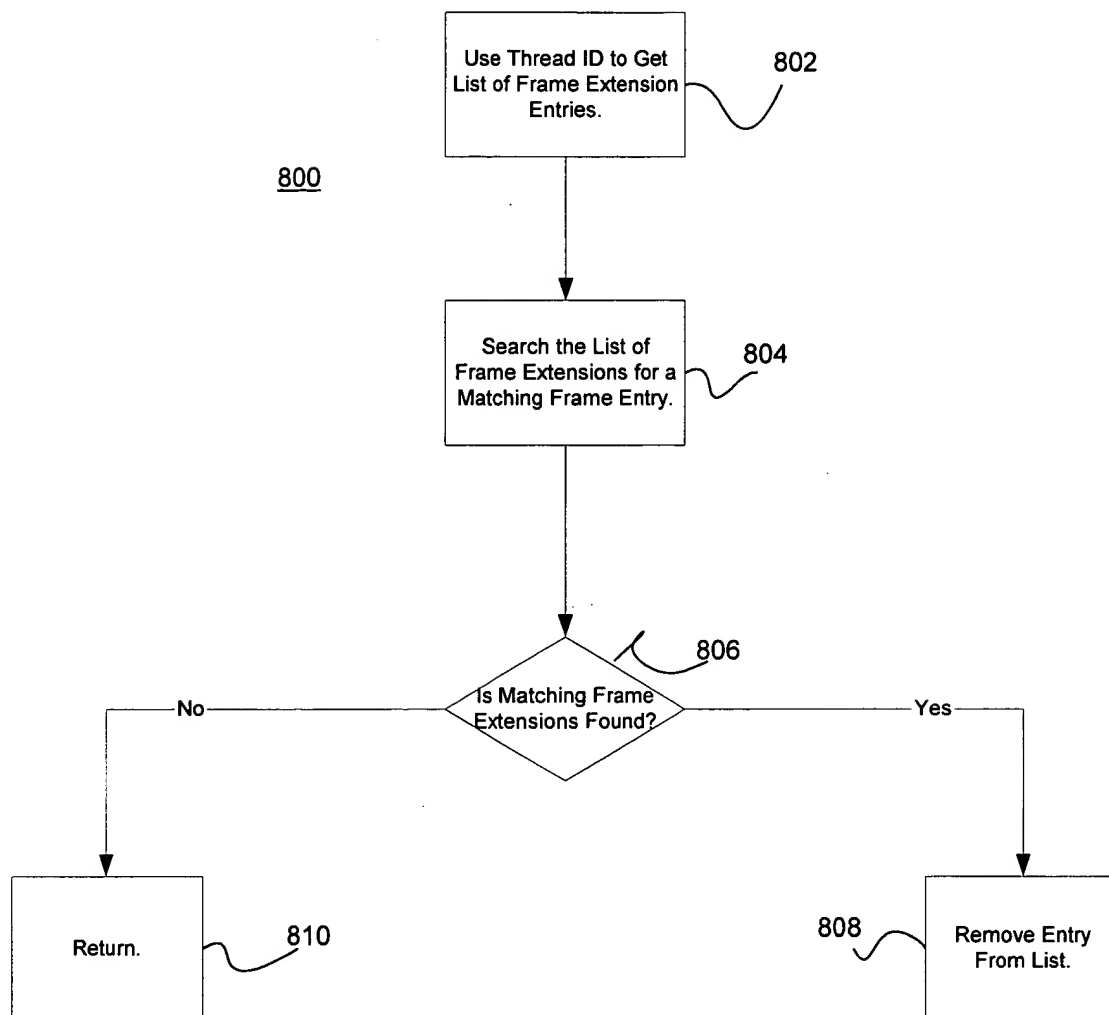 Use Thread ID to Get
List of Frame Extension
Entries.
802
800
Search the List of
Frame Extensions for a
Matching Frame Entry.
804
806
Is Matching Frame
Extensions Found?
No
Yes
Return.
810
808
Remove Entry
From List.